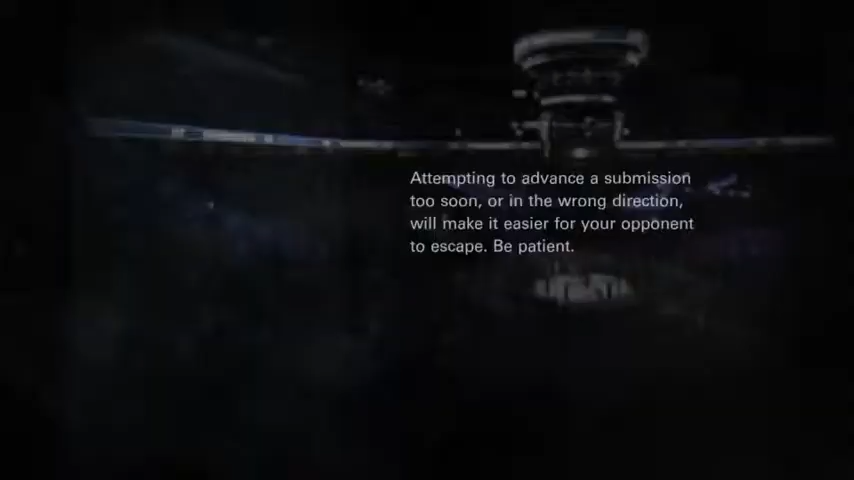 Attempting to advance a submission
too soon, or in the wrong direction,
will make it easier for your opponent
to escape. Be patient.